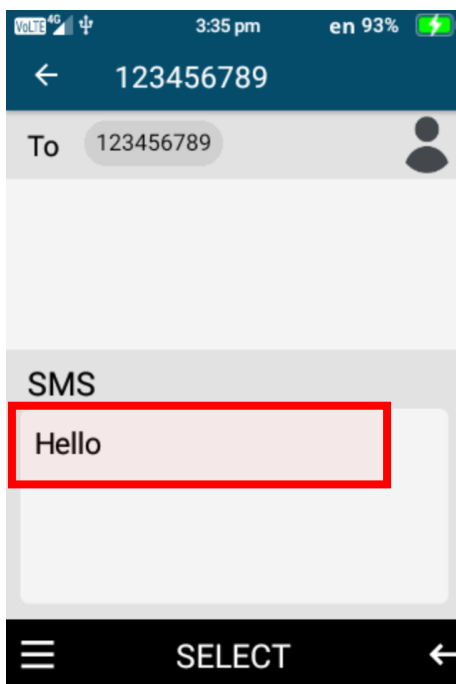 VoLTE 4G 3:35 pm en 93%
123456789
To 123456789
SMS
Hello
SELECT